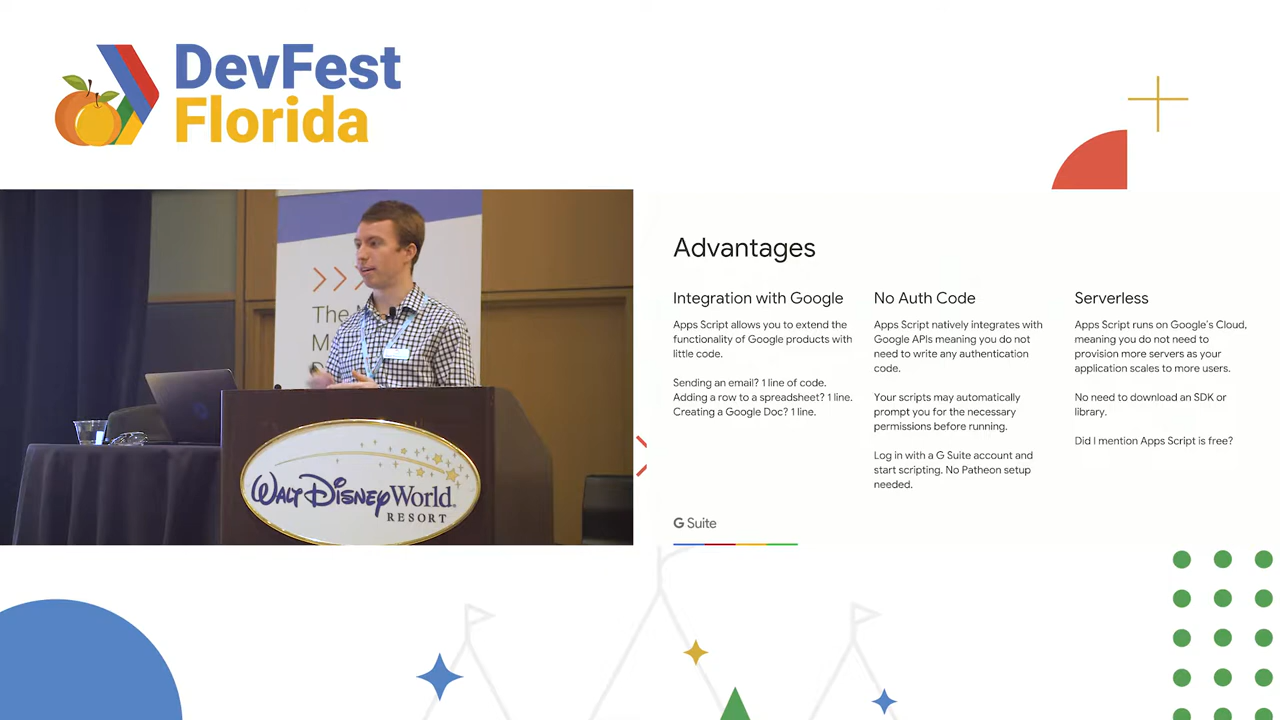 DevFest
Florida
The
M
WALT DISNEY World
RESORT
Advantages
Integration with Google
Apps Script allows you to extend the
functionality of Google products with
little code.
Sending an email? 1 line of code.
Adding a row to a spreadsheet? 1 line.
Creating a Google Doc? 1 line.
No Auth Code
Apps Script natively integrates with
Google APIs meaning you do not
need to write any authentication
code.
Your scripts may automatically
prompt you for the necessary
permissions before running.
Log in with a G Suite account and
start scripting. No Patheon setup
needed.
Serverless
Apps Script runs on Google's Cloud,
meaning you do not need to
provision more servers as your
application scales to more users.
No need to download an SDK or
library.
Did I mention Apps Script is free?
G Suite